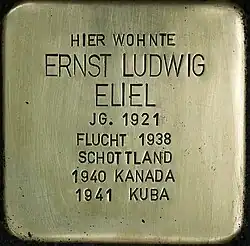 HIER WOHNTE
ERNST LUDWIG
ELIEL
JG. 1921
FLUCHT 1938
SCHOTTLAND
1940 KANADA
1941 KUBA